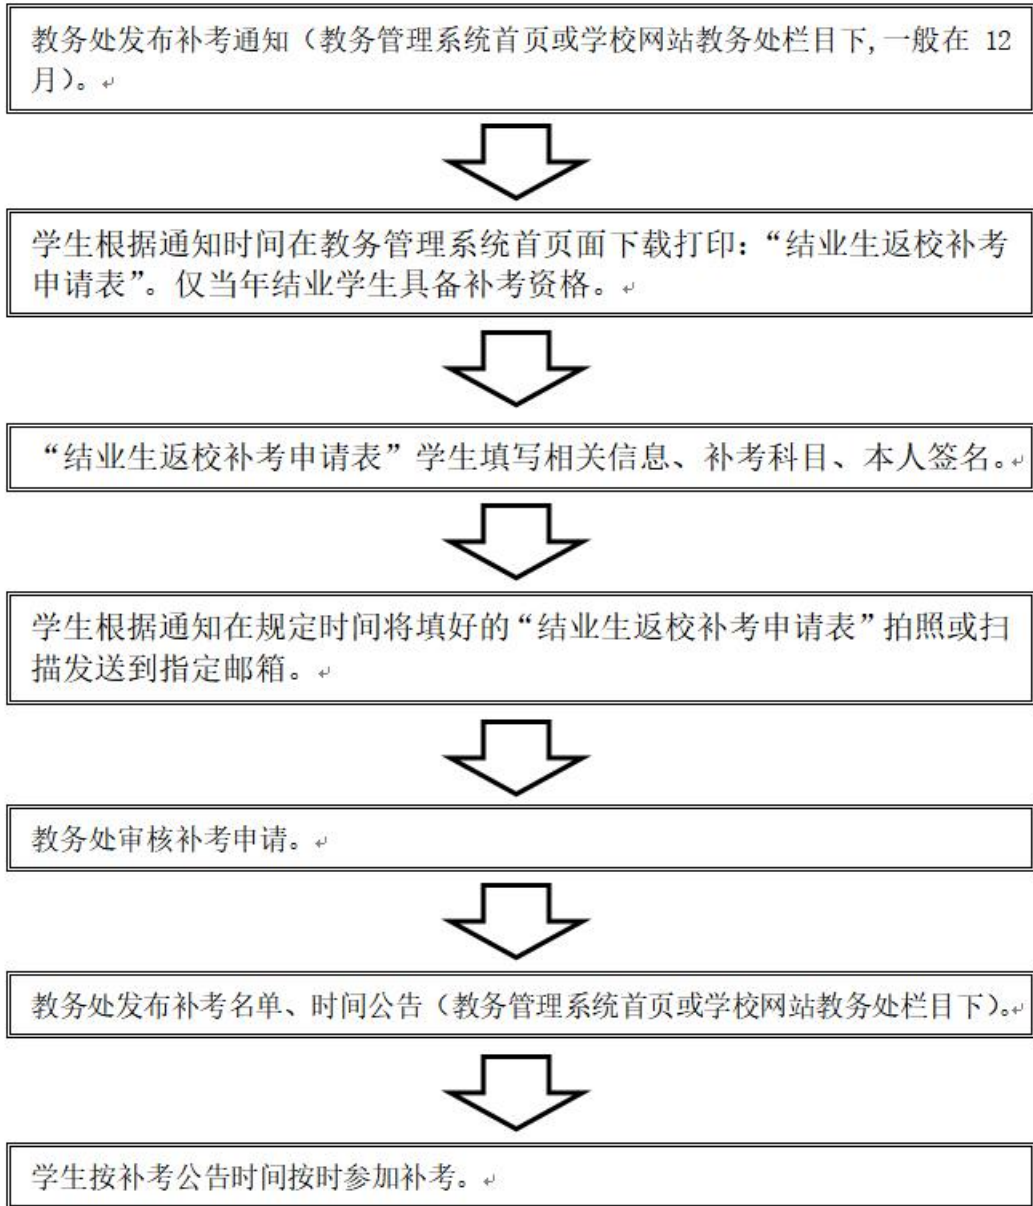 教务处发布补考通知（教务管理系统首页或学校网站教务处栏目下,一般在 12
月）。
学生根据通知时间在教务管理系统首页面下载打印：“结业生返校补考
申请表”。仅当年结业学生具备补考资格。
“结业生返校补考申请表”学生填写相关信息、补考科目、本人签名。
学生根据通知在规定时间将填好的“结业生返校补考申请表”拍照或扫
描发送到指定邮箱。
教务处审核补考申请。
教务处发布补考名单、时间公告（教务管理系统首页或学校网站教务处栏目下）。
学生按补考公告时间按时参加补考。